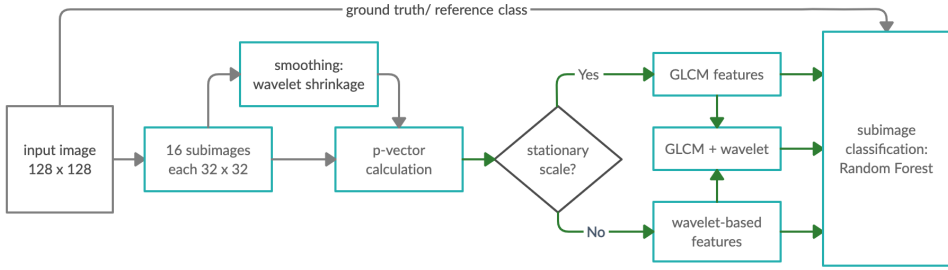 ground truth/ reference class
smoothing:
wavelet shrinkage
input image
128 x 128
16 subimages
each 32 x 32
p-vector
calculation
stationary
scale?
Yes
No
GLCM features
GLCM + wavelet
wavelet-based
features
subimage
classification:
Random Forest